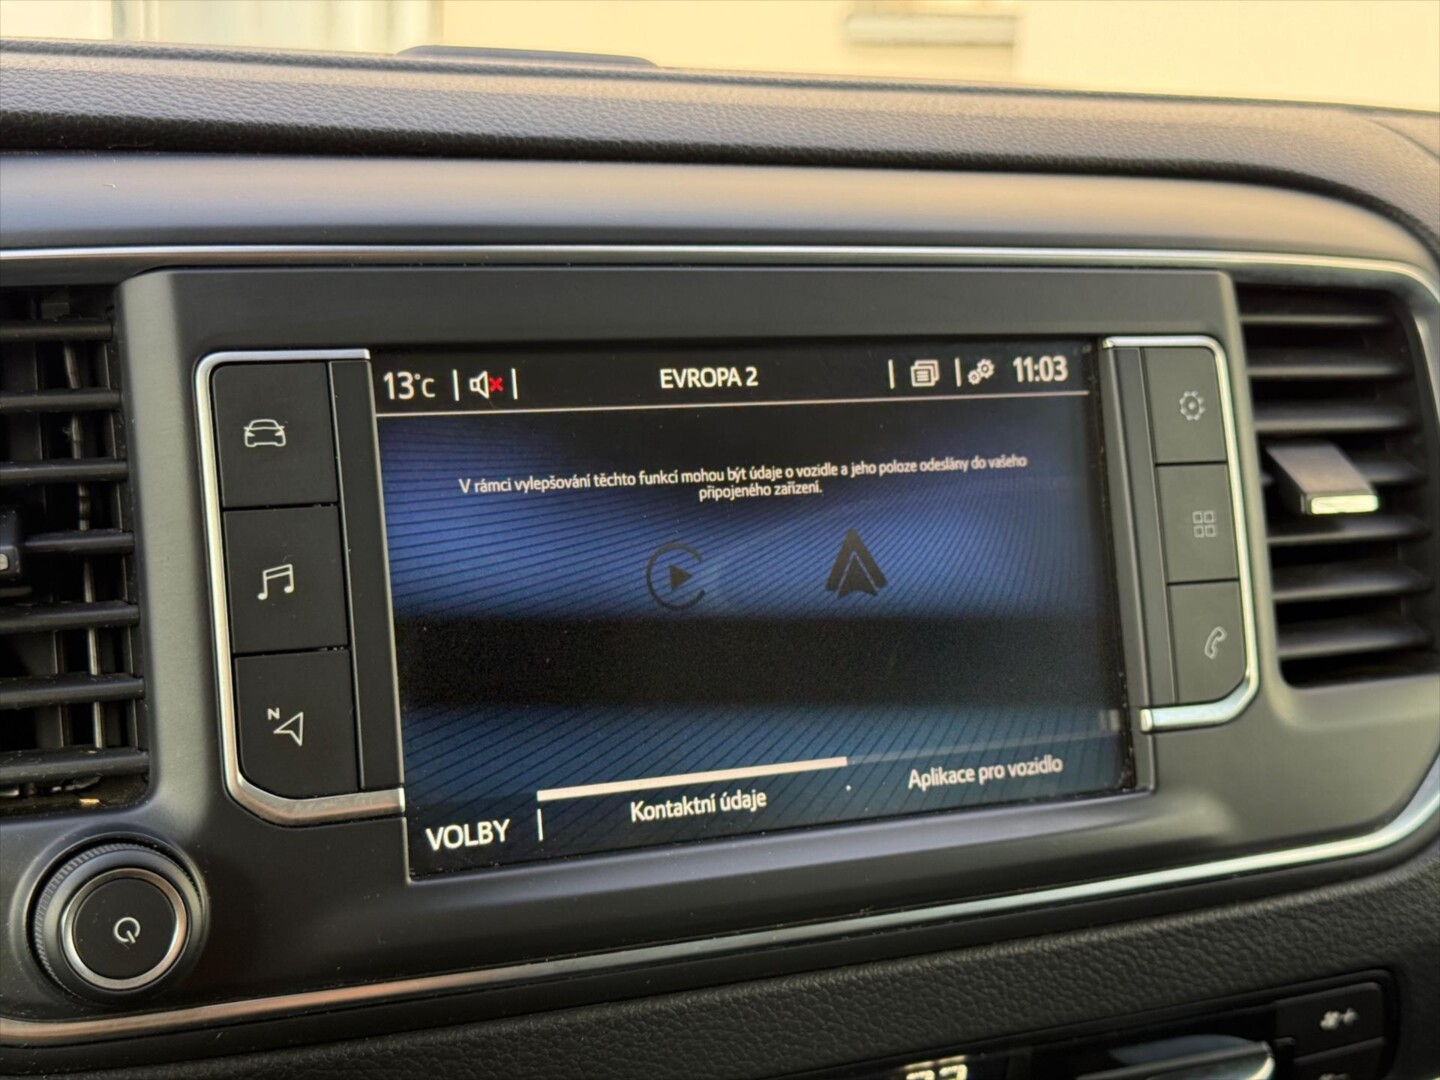 13°C EVROPA 2 11:03
V rámci vylepšování těchto funkcí mohou být údaje o vozidle a jeho poloze odeslány do vašeho
připojeného zařízení.
N
VOLBY Kontaktní údaje Aplikace pro vozidlo